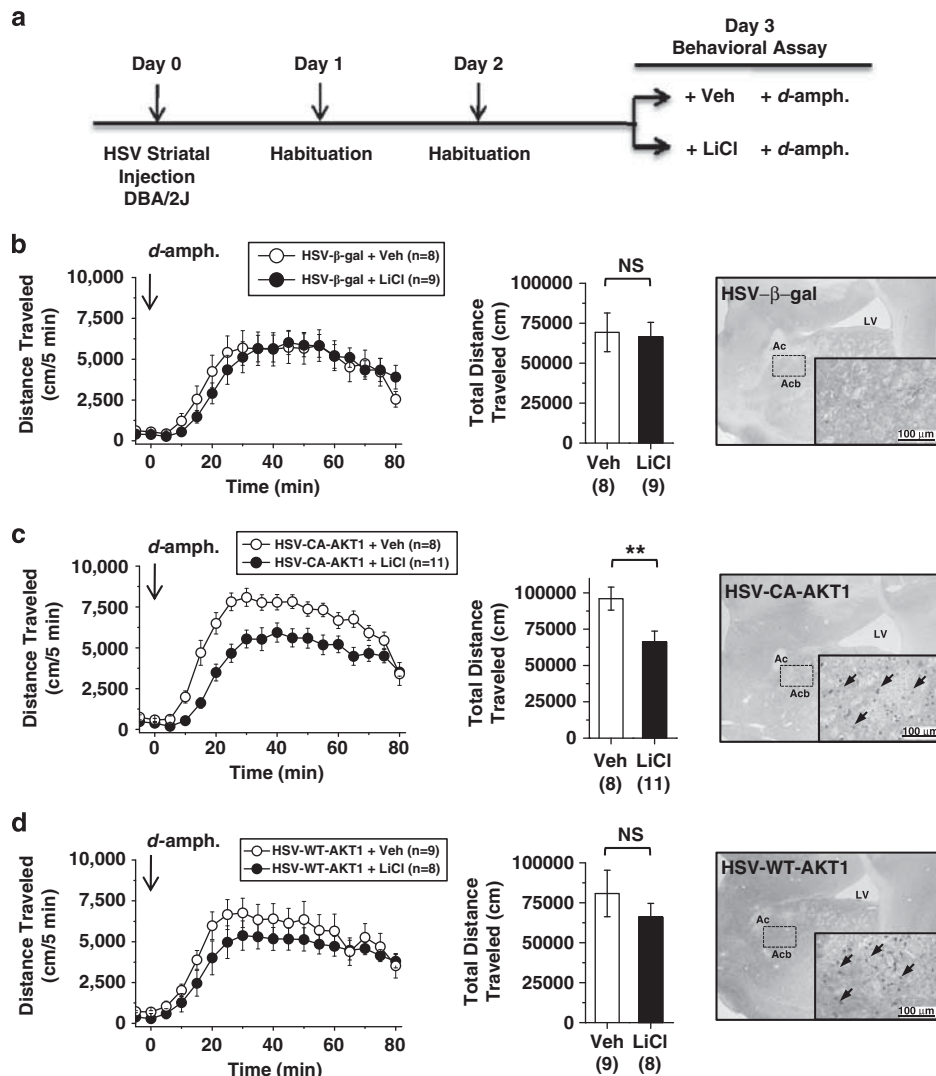 a
Day 0
Day 1
Day 2
Day 3
Behavioral Assay
+ Veh + d-amph.
+ LiCl + d-amph.
HSV Striatal
Injection
DBA/2J
Habituation
Habituation
b
d-amph.
HSV-β-gal + Veh (n=8)
HSV-β-gal + LiCl (n=9)
Distance Traveled
(cm/5 min)
10,000
7,500
5,000
2,500
0
0 20 40 60 80
Time (min)
NS
Total Distance
Traveled (cm)
100000
75000
50000
25000
0
Veh LiCl
(8) (9)
HSV–β–gal
LV
Ac
Acb
100 μm
c
d-amph.
HSV-CA-AKT1 + Veh (n=8)
HSV-CA-AKT1 + LiCl (n=11)
Distance Traveled
(cm/5 min)
10,000
7,500
5,000
2,500
0
0 20 40 60 80
Time (min)
**
Total Distance
Traveled (cm)
100000
75000
50000
25000
0
Veh LiCl
(8) (11)
HSV-CA-AKT1
LV
Ac
Acb
100 μm
d
d-amph.
HSV-WT-AKT1 + Veh (n=9)
HSV-WT-AKT1 + LiCl (n=8)
Distance Traveled
(cm/5 min)
10,000
7,500
5,000
2,500
0
0 20 40 60 80
Time (min)
NS
Total Distance
Traveled (cm)
100000
75000
50000
25000
0
Veh LiCl
(9) (8)
HSV-WT-AKT1
LV
Ac
Acb
100 μm